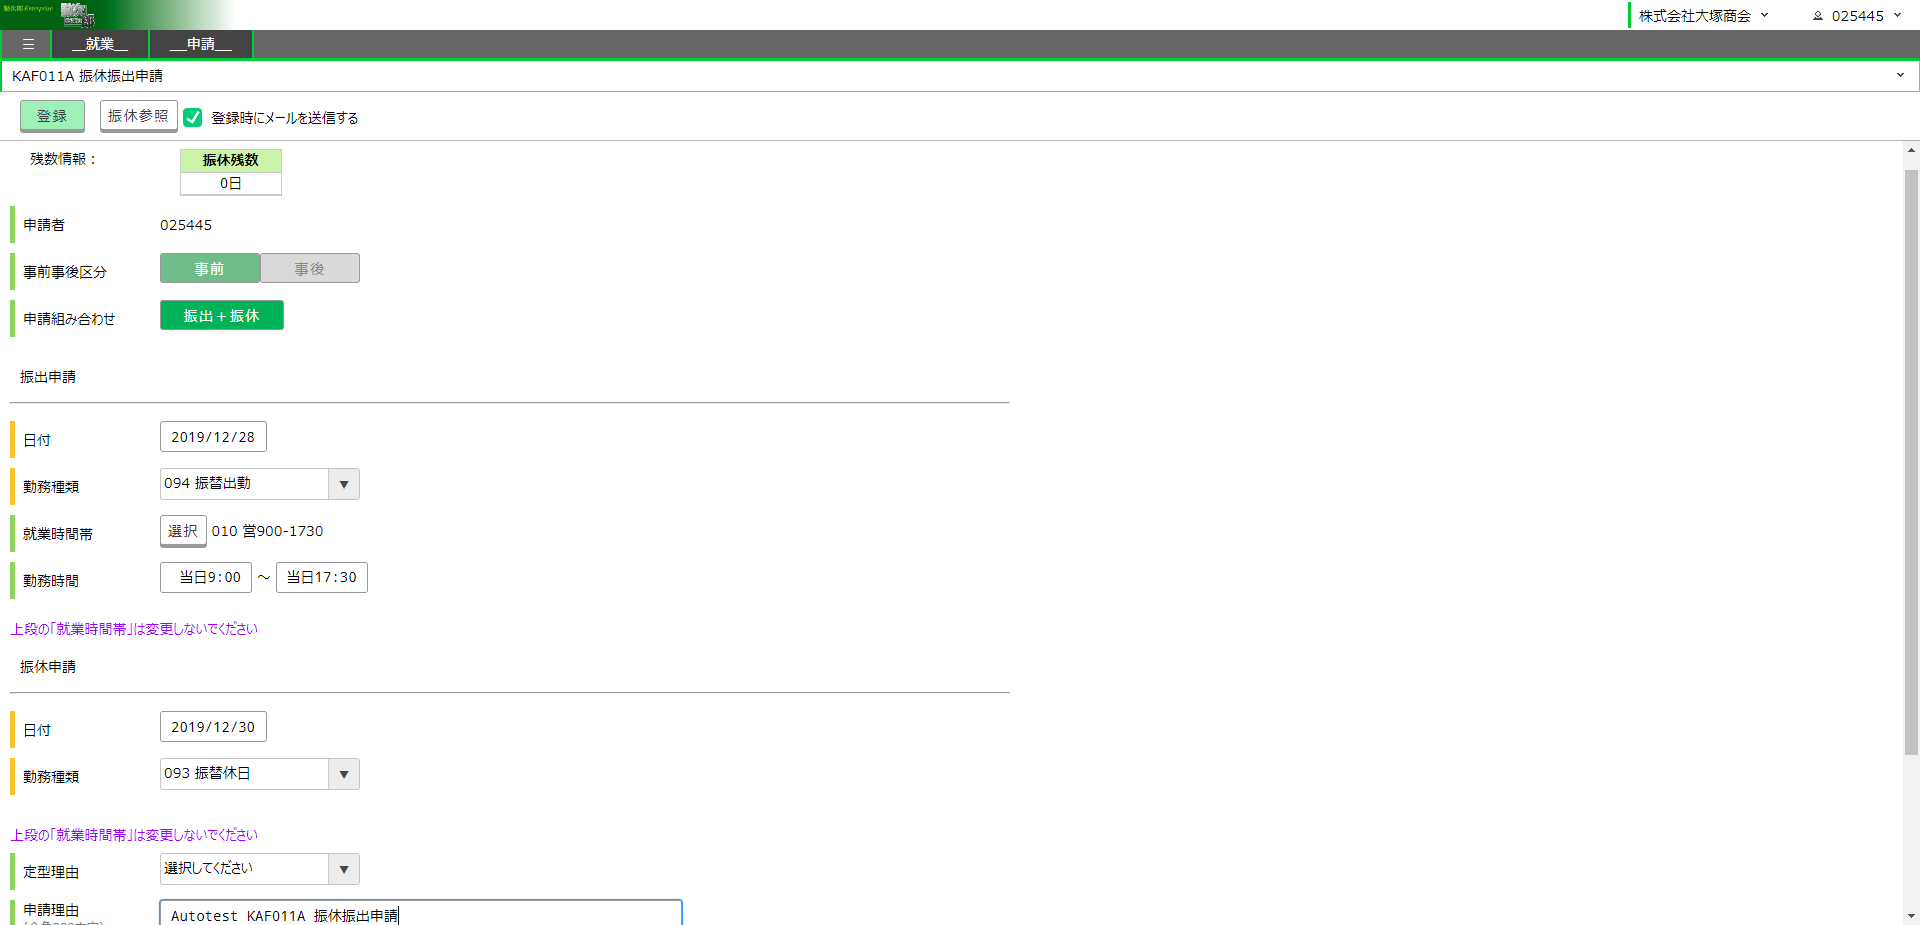 勤次郎 Enterprise
株式会社大塚商会
025445
☰
__就業__
__申請__
KAF011A 振休振出申請
登録
振休参照
登録時にメールを送信する
残数情報：
振休残数
0日
申請者
025445
事前事後区分
事前
事後
申請組み合わせ
振出＋振休
振出申請
日付
2019/12/28
勤務種類
094 振替出勤
▼
就業時間帯
選択
010 営900-1730
勤務時間
当日9:00
～
当日17:30
上段の「就業時間帯」は変更しないでください
振休申請
日付
2019/12/30
勤務種類
093 振替休日
▼
上段の「就業時間帯」は変更しないでください
定型理由
選択してください
▼
申請理由
Autotest KAF011A 振休振出申請